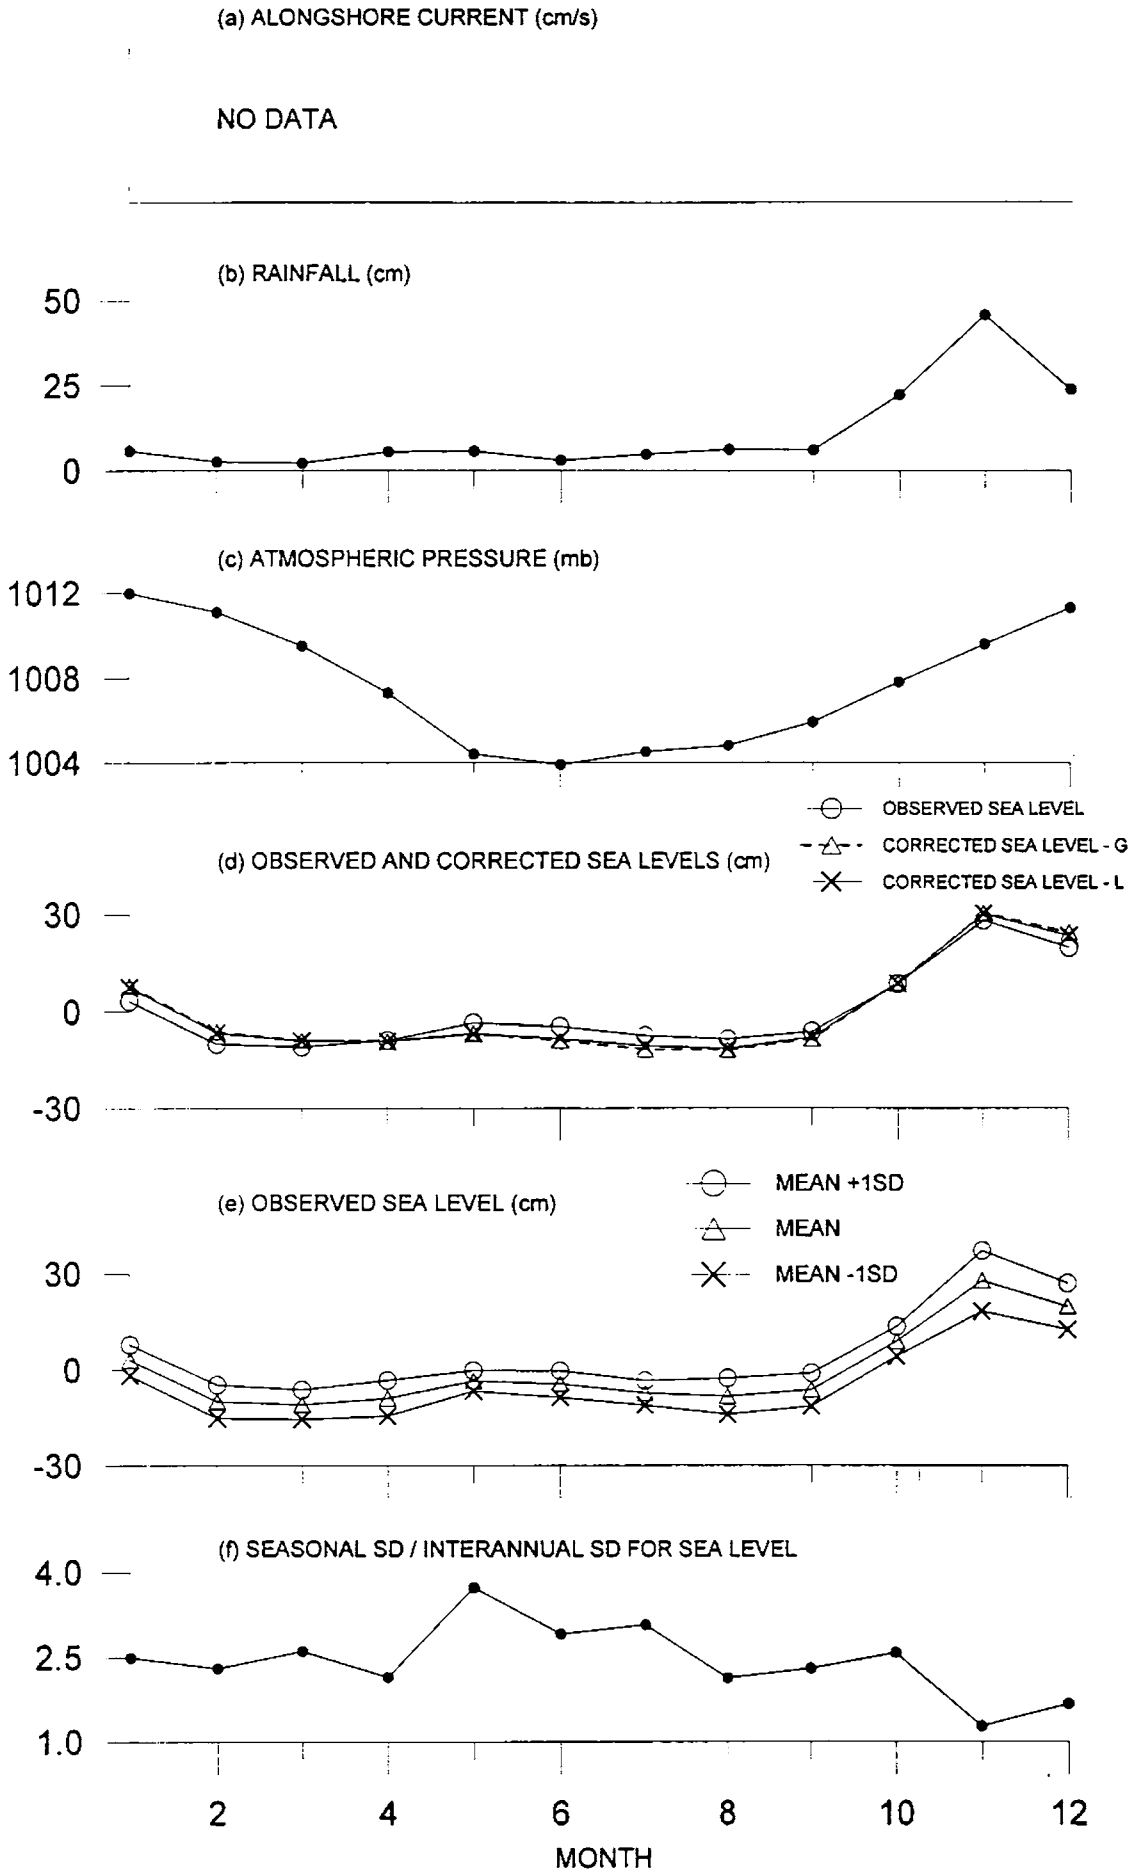 (a) ALONGSHORE CURRENT (cm/s)
NO DATA
(b) RAINFALL (cm)
50
25
0
(c) ATMOSPHERIC PRESSURE (mb)
1012
1008
1004
OBSERVED SEA LEVEL
CORRECTED SEA LEVEL - G
CORRECTED SEA LEVEL - L
(d) OBSERVED AND CORRECTED SEA LEVELS (cm)
30
0
-30
MEAN +1SD
MEAN
MEAN -1SD
(e) OBSERVED SEA LEVEL (cm)
30
0
-30
(f) SEASONAL SD / INTERANNUAL SD FOR SEA LEVEL
4.0
2.5
1.0
2 4 6 8 10 12
MONTH